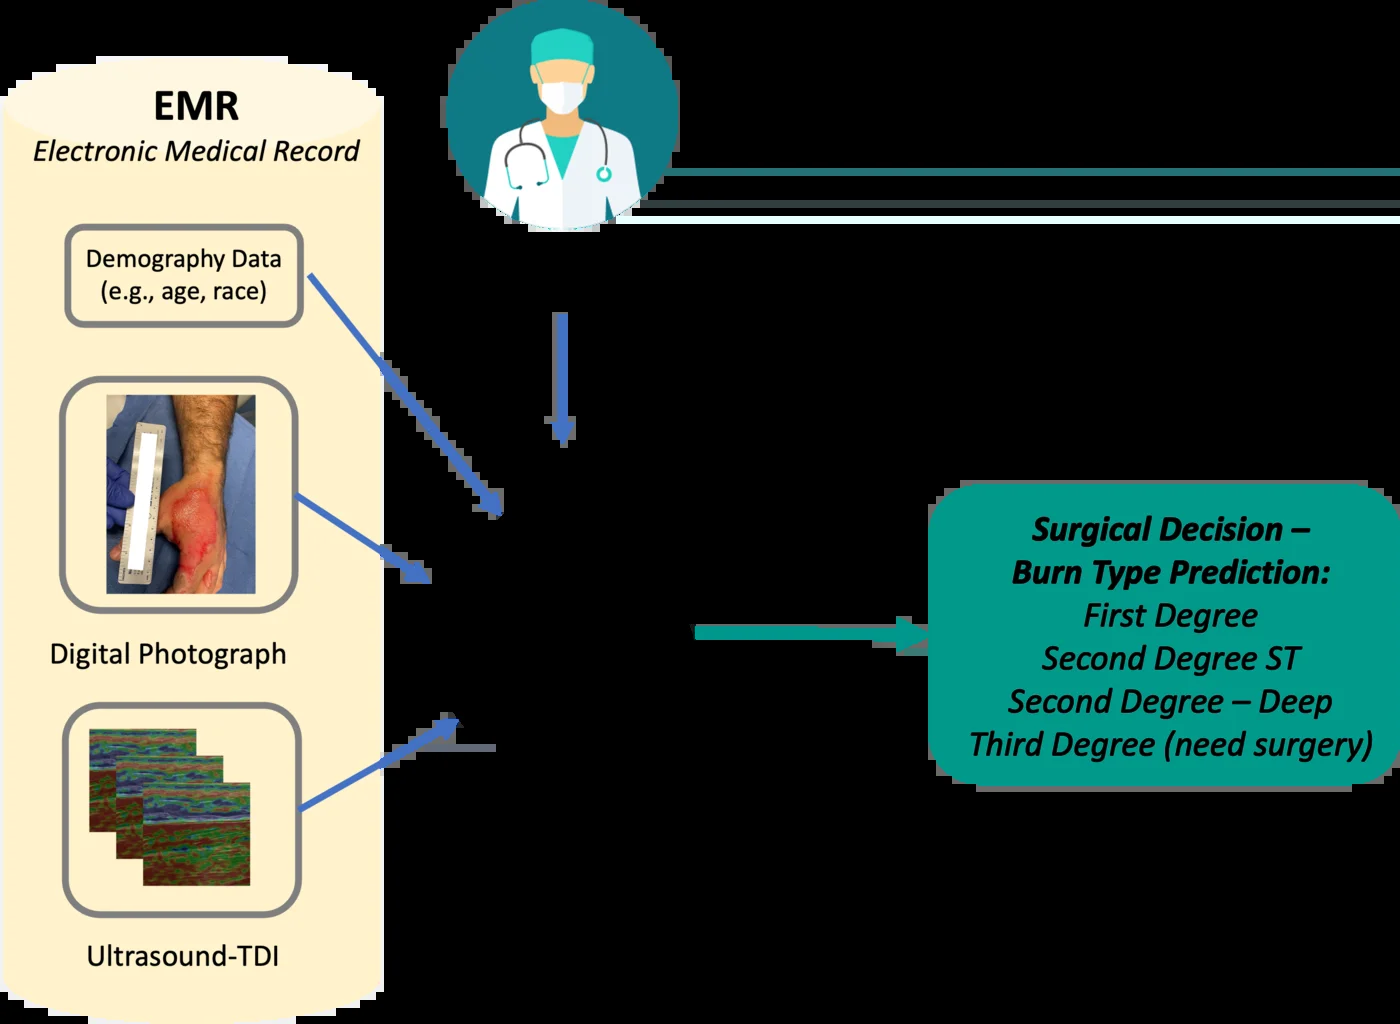 EMR
Electronic Medical Record
Demography Data
(e.g., age, race)
Digital Photograph
Ultrasound-TDI
Surgical Decision –
Burn Type Prediction:
First Degree
Second Degree ST
Second Degree – Deep
Third Degree (need surgery)